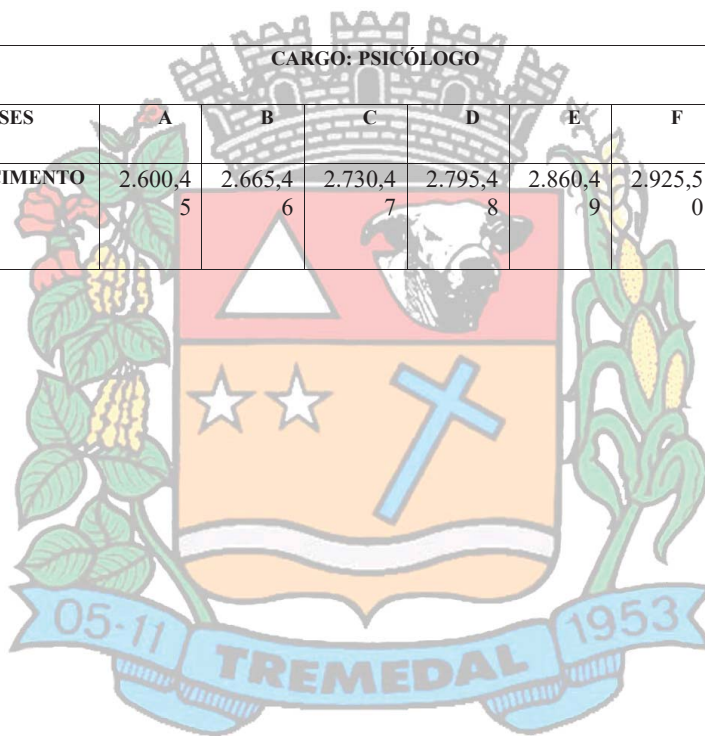 CARGO: PSICÓLOGO
SES A B C D E F
CIMENTO 2.600,4 2.665,4 2.730,4 2.795,4 2.860,4 2.925,5
5 6 7 8 9 0
05-11 TREMEDAL 1953